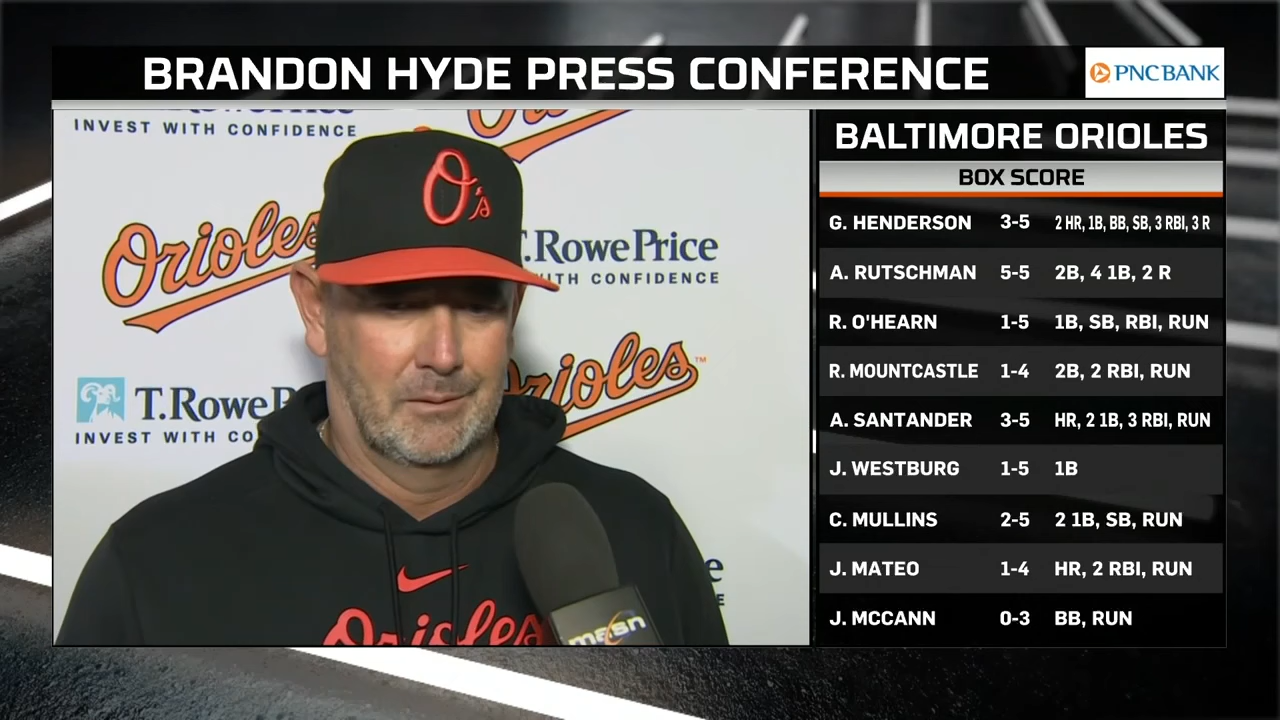 BRANDON HYDE PRESS CONFERENCE
PNC BANK
INVEST WITH CONFIDENCE
Orioles
T.RowePrice
WITH CONFIDENCE
O's
Orioles
T.RoweP
INVEST WITH CO
Orioles
masn
BALTIMORE ORIOLES
BOX SCORE
G. HENDERSON 3-5 2 HR, 1B, BB, SB, 3 RBI, 3 R
A. RUTSCHMAN 5-5 2B, 4 1B, 2 R
R. O'HEARN 1-5 1B, SB, RBI, RUN
R. MOUNTCASTLE 1-4 2B, 2 RBI, RUN
A. SANTANDER 3-5 HR, 2 1B, 3 RBI, RUN
J. WESTBURG 1-5 1B
C. MULLINS 2-5 2 1B, SB, RUN
J. MATEO 1-4 HR, 2 RBI, RUN
J. MCCANN 0-3 BB, RUN